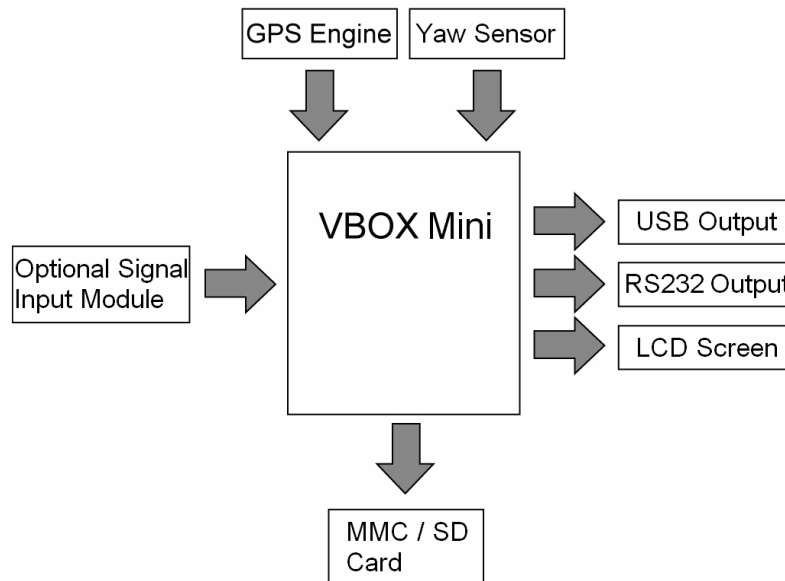 GPS Engine
Yaw Sensor
VBOX Mini
Optional Signal
Input Module
USB Output
RS232 Output
LCD Screen
MMC / SD
Card